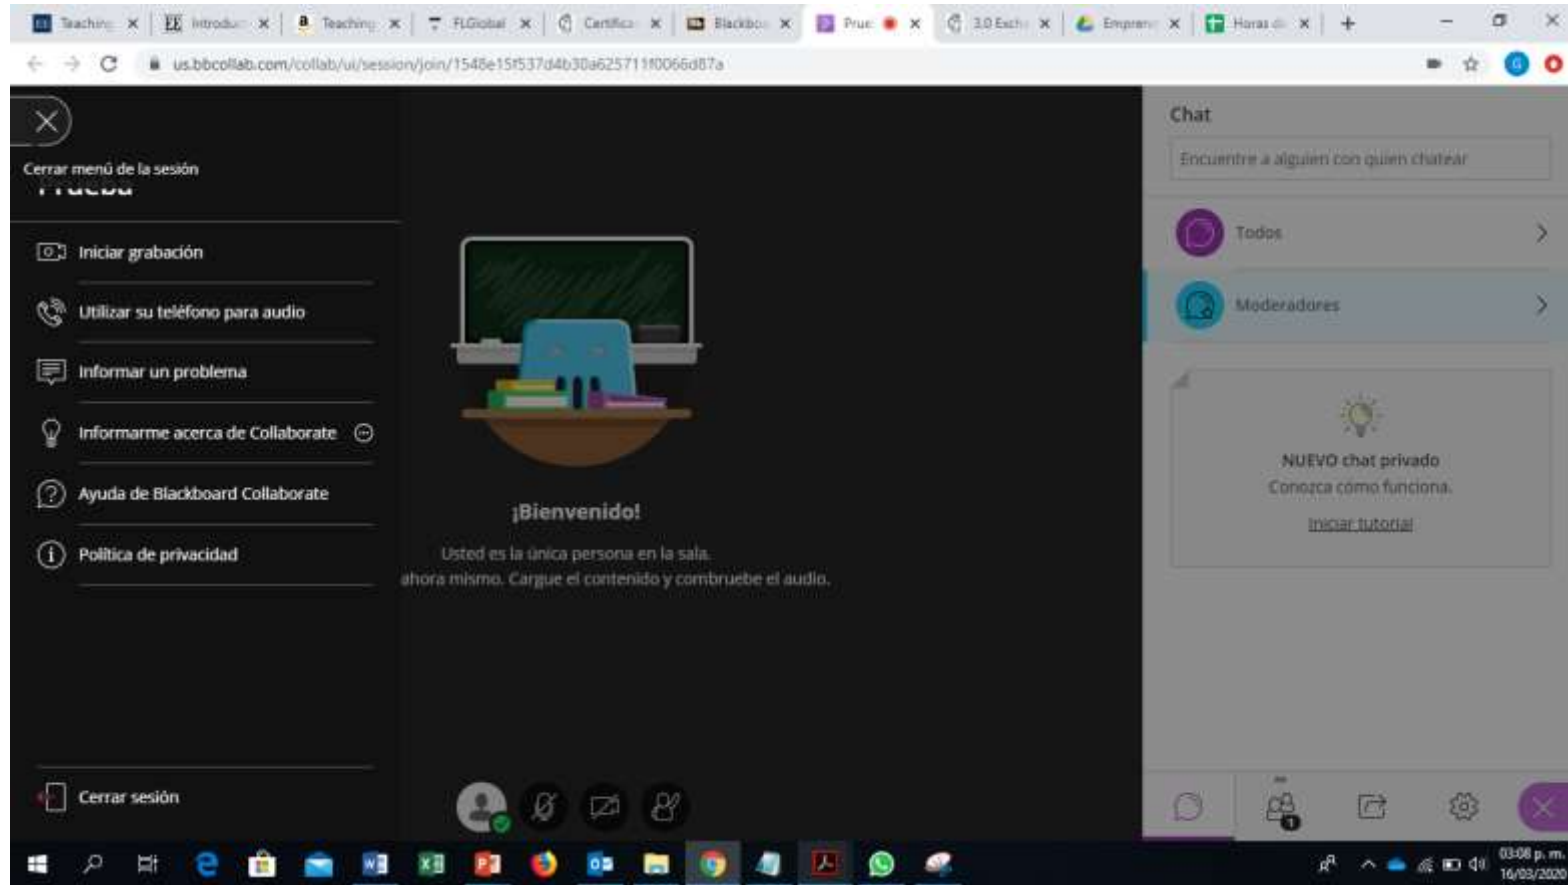 Teaching
EE Introduc
Teaching
FLGlobal
Certifica
Blackbo
Prue
3.0 Exch
Empren
Horas d
us.bbcollab.com/collab/ui/session/join/1548e15f537d4b30a625711f0066d87a
G
Cerrar menú de la sesión
Prueba
Iniciar grabación
Utilizar su teléfono para audio
Informar un problema
Informarme acerca de Collaborate
Ayuda de Blackboard Collaborate
Política de privacidad
Cerrar sesión
¡Bienvenido!
Usted es la única persona en la sala.
ahora mismo. Cargue el contenido y combruebe el audio.
Chat
Encuentre a alguien con quien chatear
Todos
Moderadores
NUEVO chat privado
Conozca cómo funciona.
Iniciar tutorial
1
03:08 p. m.
16/03/2020